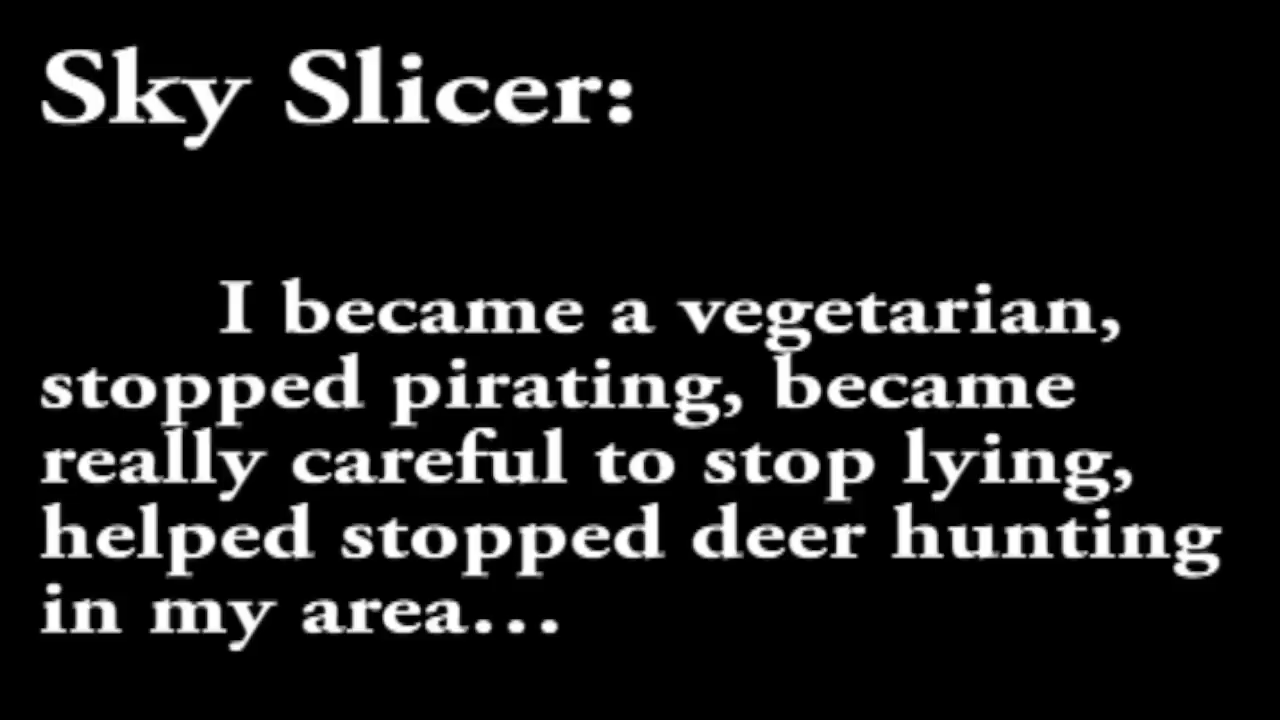 Sky Slicer:
I became a vegetarian,
stopped pirating, became
really careful to stop lying,
helped stopped deer hunting
in my area...